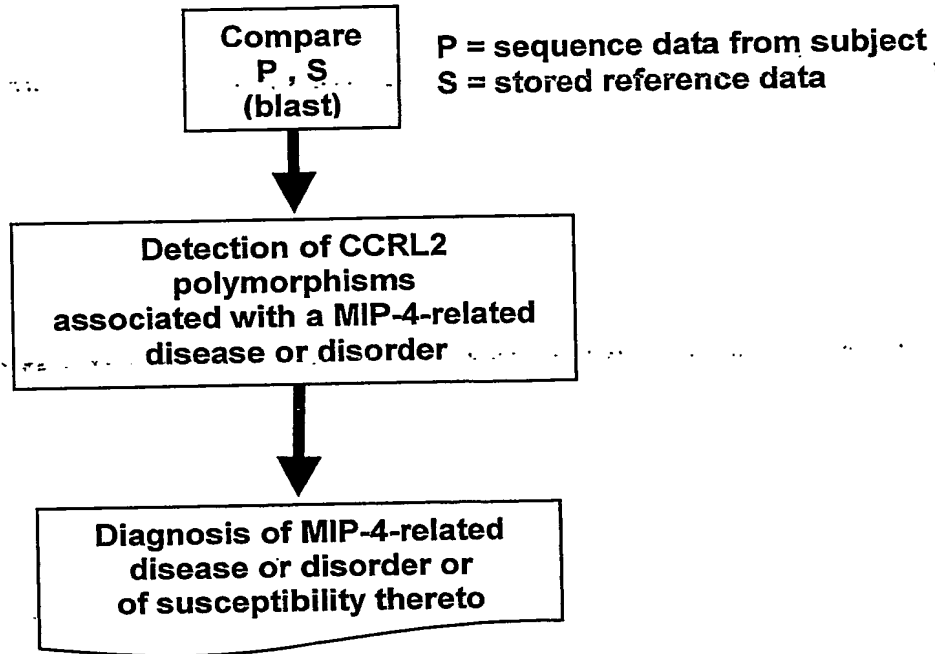 Compare
P , S
(blast)
P = sequence data from subject
S = stored reference data
Detection of CCRL2
polymorphisms
associated with a MIP-4-related
disease or disorder
Diagnosis of MIP-4-related
disease or disorder or
of susceptibility thereto